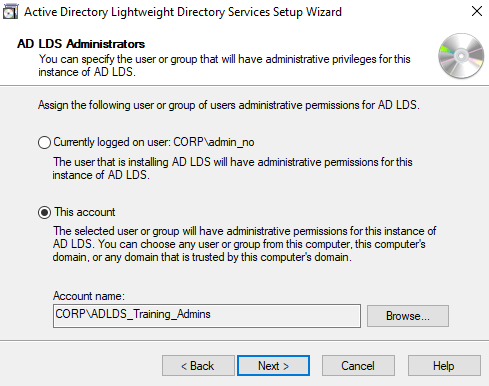 Active Directory Lightweight Directory Services Setup Wizard
AD LDS Administrators
You can specify the user or group that will have administrative privileges for this
instance of AD LDS.
Assign the following user or group of users administrative permissions for AD LDS.
Currently logged on user: CORP\admin_no
The user that is installing AD LDS will have administrative permissions for this
instance of AD LDS.
This account
The selected user or group will have administrative permissions for this instance of
AD LDS. You can choose any user or group from this computer, this computer's
domain, or any domain that is trusted by this computer's domain.
Account name:
CORP\ADLDS_Training_Admins
Browse...
< Back
Next >
Cancel
Help